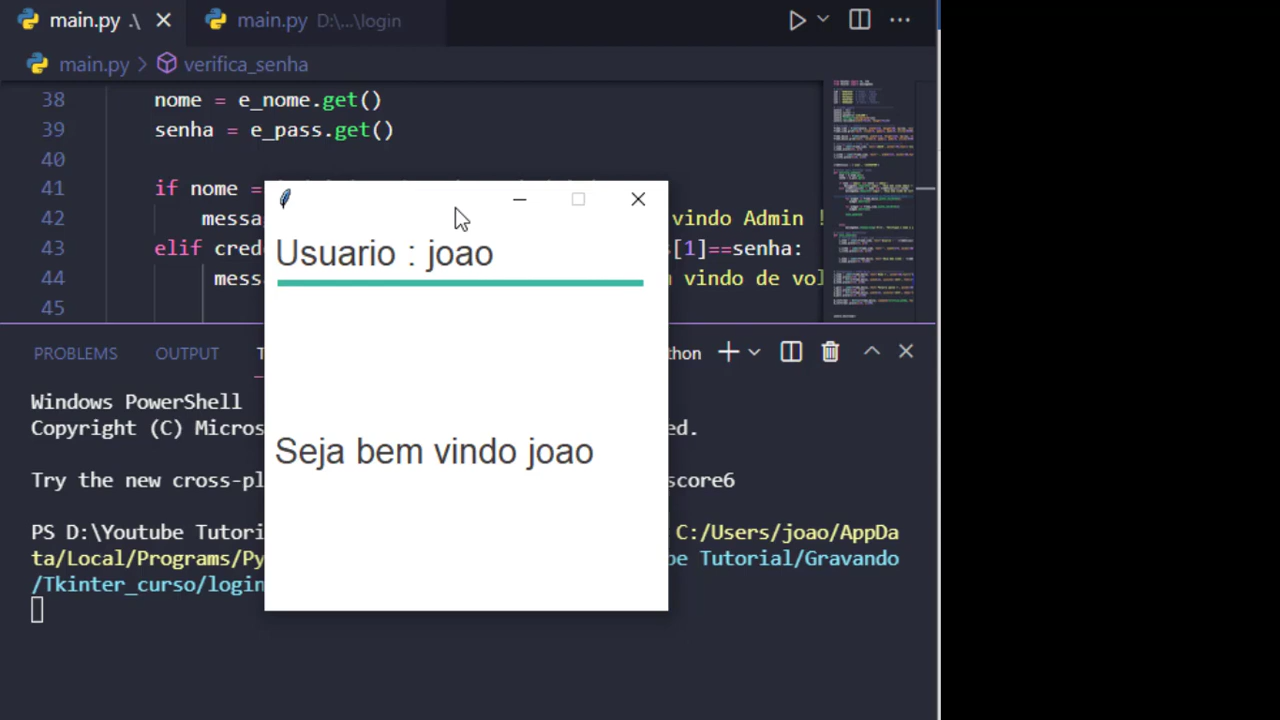 main.py .\ main.py D:\...\login
main.py > verifica_senha
38 nome = e_nome.get()
39 senha = e_pass.get()
40
41 if nome =
42 messa vindo Admin !
43 elif crede s[1]==senha:
44 mess vindo de vol
45
Usuario : joao
Seja bem vindo joao
PROBLEMS OUTPUT T thon
Windows PowerShell
Copyright (C) Micros ed.
Try the new cross-pl score6
PS D:\Youtube Tutori C:/Users/joao/AppDa
ta/Local/Programs/Py be Tutorial/Gravando
/Tkinter_curso/login